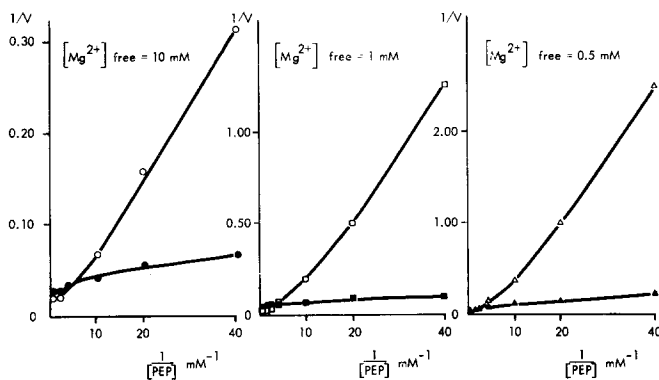 1/V
0.30
0.30
0.10
0
[Mg2+] free = 10 mM
10 20 40
1/[PEP] mM⁻¹
1/V
1.00
0.50
0
[Mg2+] free = 1 mM
10 20 40
1/[PEP] mM⁻¹
1/V
2.00
1.00
0
[Mg2+] free = 0.5 mM
10 20 40
1/[PEP] mM⁻¹